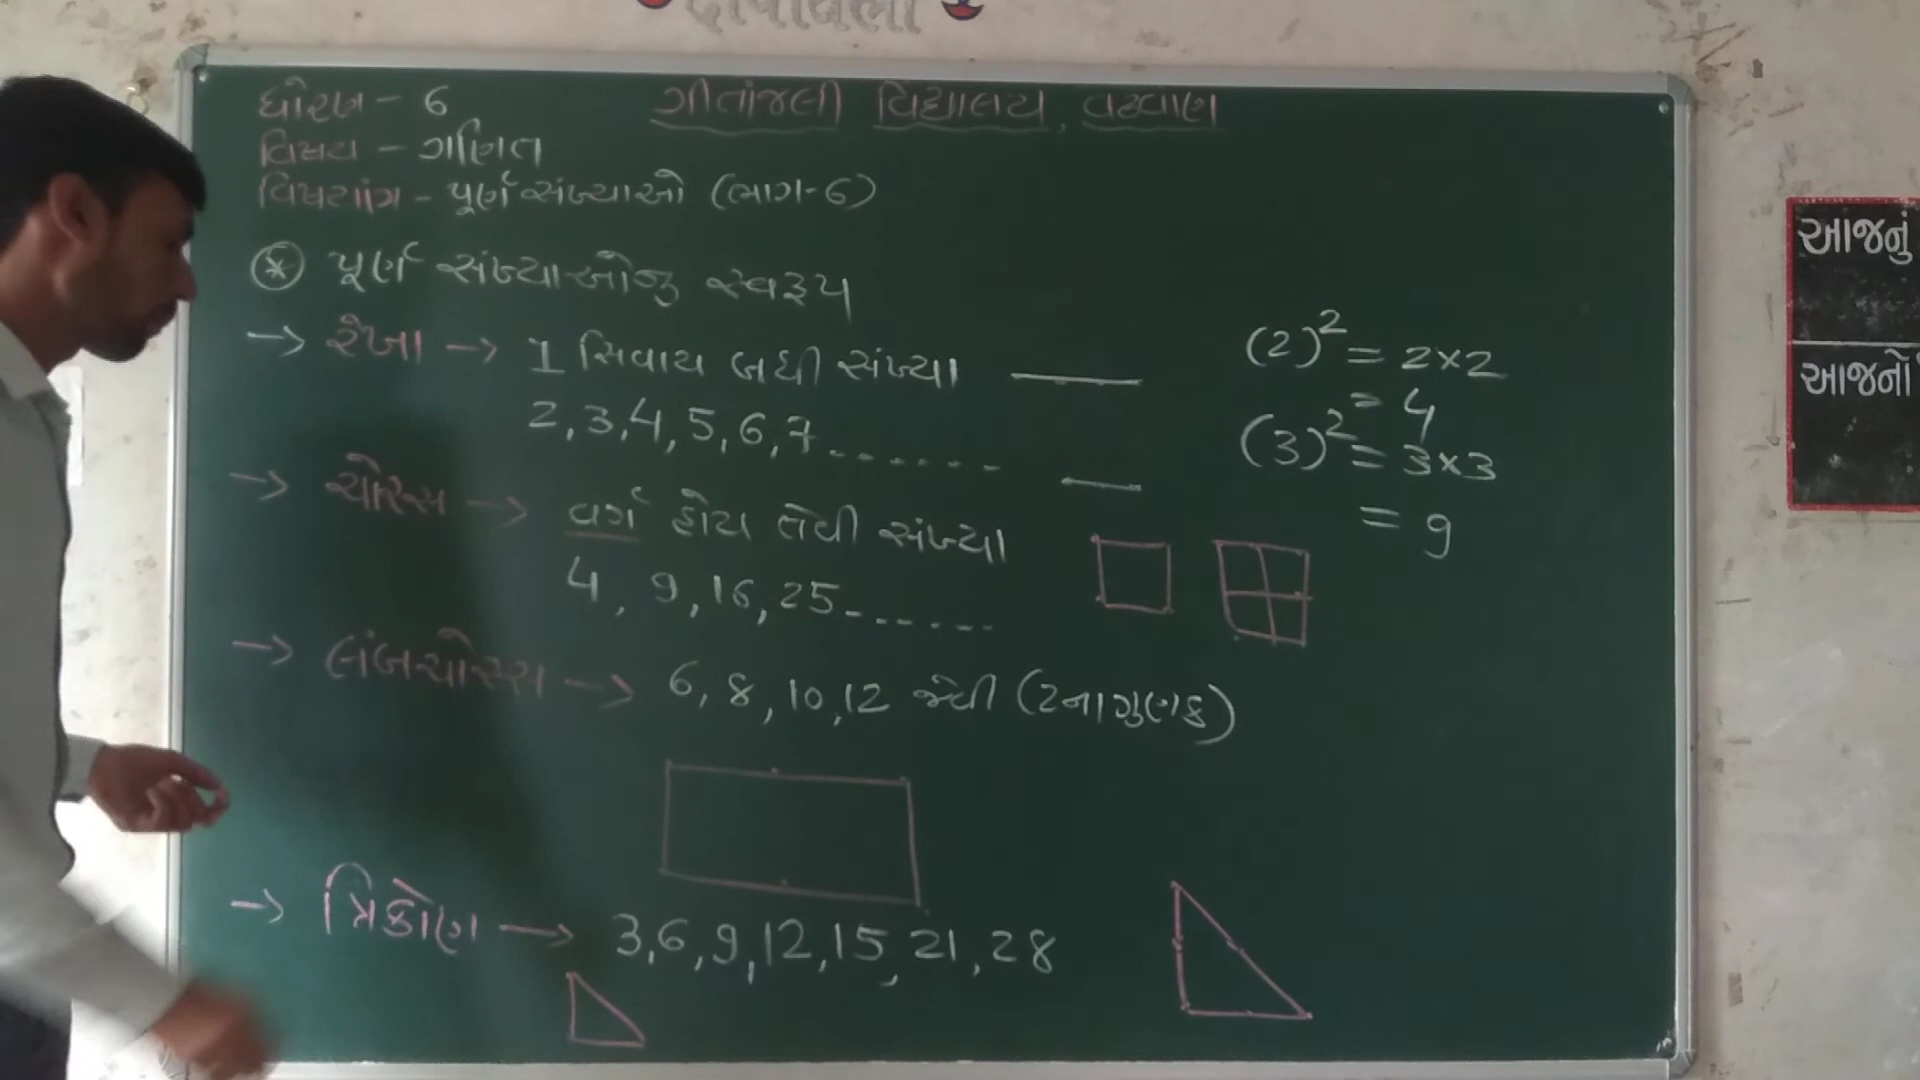 દીપાવલી
ધોરણ - 6
ગીતાંજલી વિદ્યાલય, વઢવાણ
વિષય - ગણિત
વિષયાંગ - પૂર્ણ સંખ્યાઓ (ભાગ-6)
* પૂર્ણ સંખ્યાઓનુ સ્વરૂપ
→ રેખા → 1 સિવાય બધી સંખ્યા
2,3,4,5,6,7.......
→ ચોરસ → વર્ગ હોય તેવી સંખ્યા
4, 9, 16, 25.......
→ લંબચોરસ → 6, 8, 10, 12 જેવી (2ના ગુણક)
→ ત્રિકોણ → 3,6,9,12,15,21,28
(2)² = 2×2
= 4
(3)² = 3×3
= 9
આજનું
આજનો